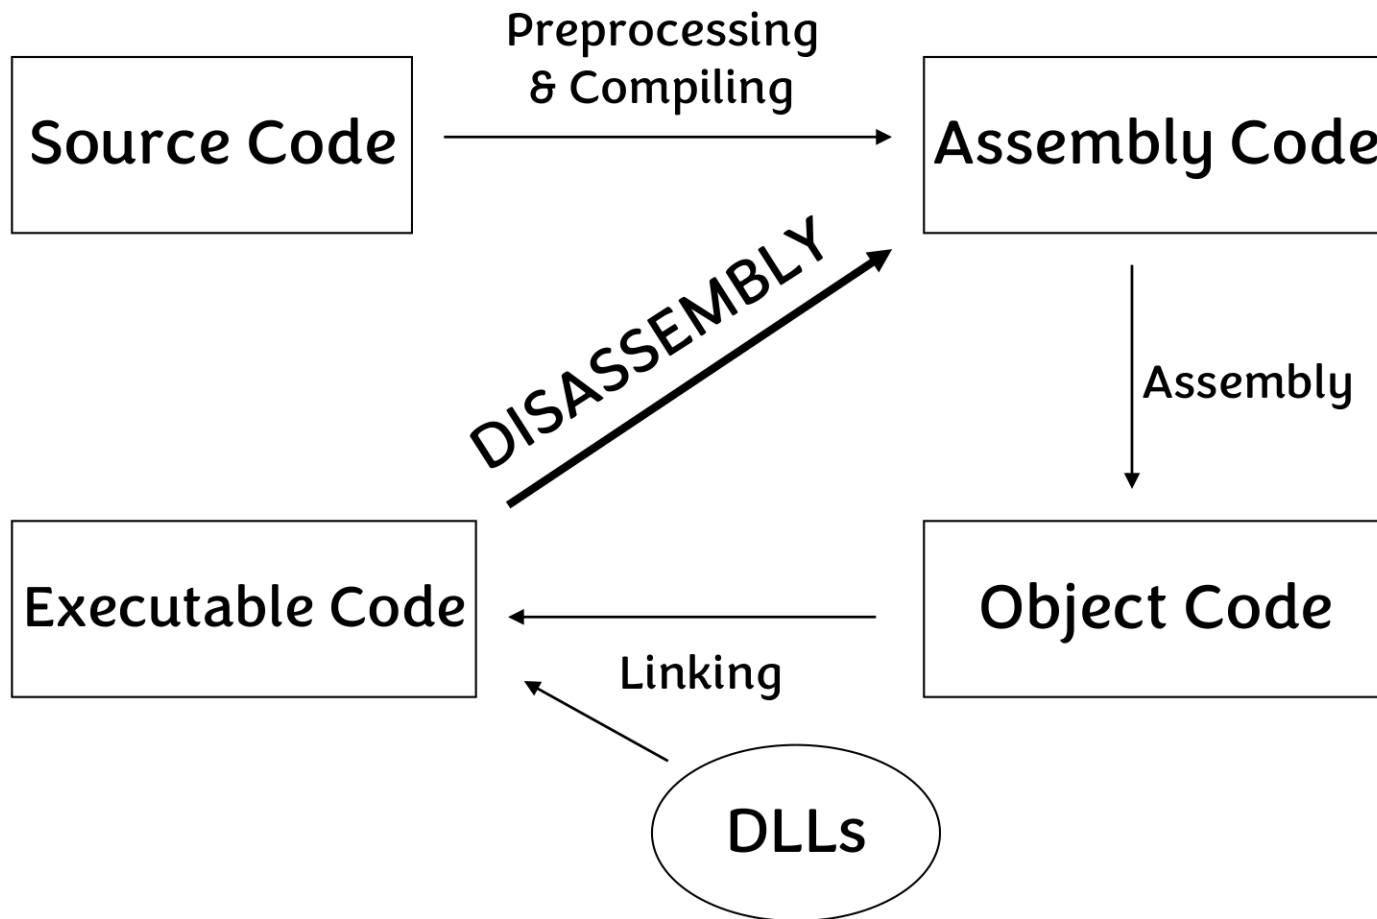 Preprocessing
& Compiling
Source Code
Assembly Code
DISASSEMBLY
Assembly
Executable Code
Object Code
Linking
DLLs